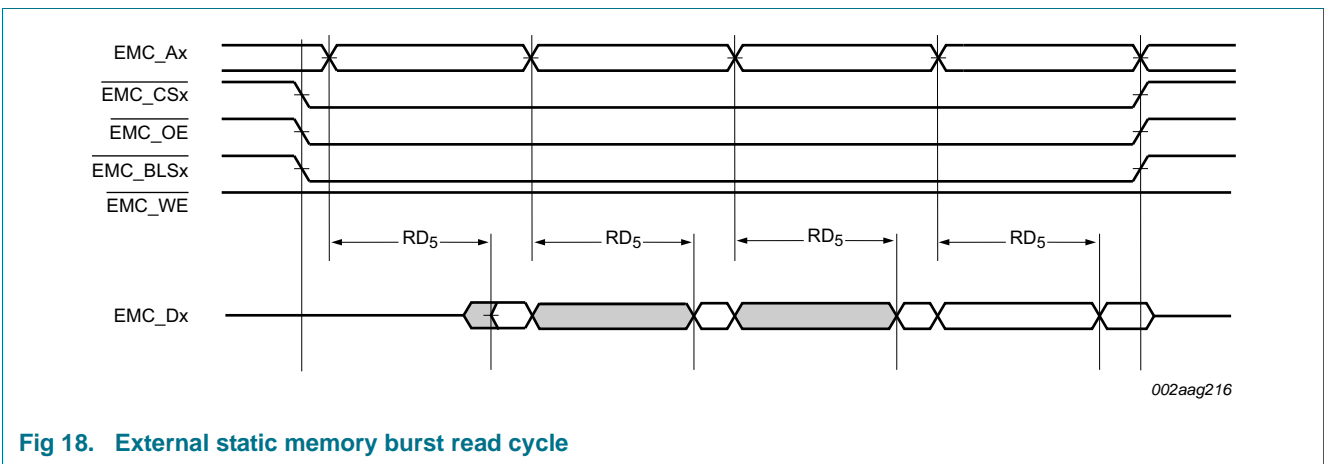 EMC_Ax
EMC_CSx
EMC_OE
EMC_BLSx
EMC_WE
RD5 RD5 RD5 RD5
EMC_Dx
002aag216
Fig 18. External static memory burst read cycle